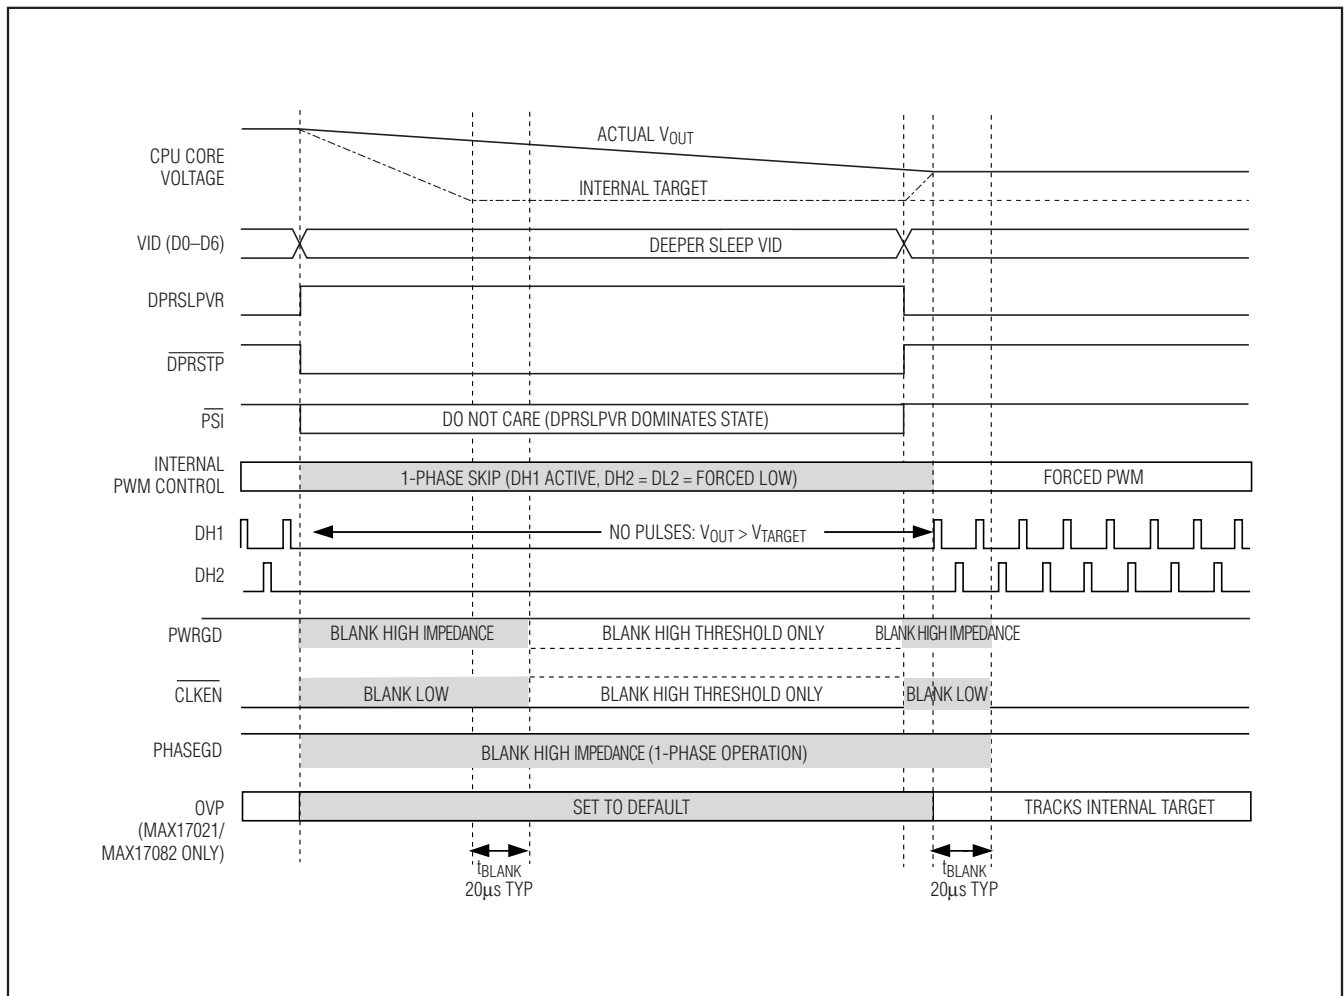 CPU CORE
VOLTAGE
ACTUAL VOUT
INTERNAL TARGET
VID (D0–D6)
DEEPER SLEEP VID
DPRSLPVR
DPRSTP
PSI
DO NOT CARE (DPRSLPVR DOMINATES STATE)
INTERNAL
PWM CONTROL
1-PHASE SKIP (DH1 ACTIVE, DH2 = DL2 = FORCED LOW)
FORCED PWM
DH1
NO PULSES: VOUT > VTARGET
DH2
PWRGD
BLANK HIGH IMPEDANCE
BLANK HIGH THRESHOLD ONLY
BLANK HIGH IMPEDANCE
CLKEN
BLANK LOW
BLANK HIGH THRESHOLD ONLY
BLANK LOW
PHASEGD
BLANK HIGH IMPEDANCE (1-PHASE OPERATION)
OVP
(MAX17021/
MAX17082 ONLY)
SET TO DEFAULT
TRACKS INTERNAL TARGET
tBLANK
20μs TYP
tBLANK
20μs TYP